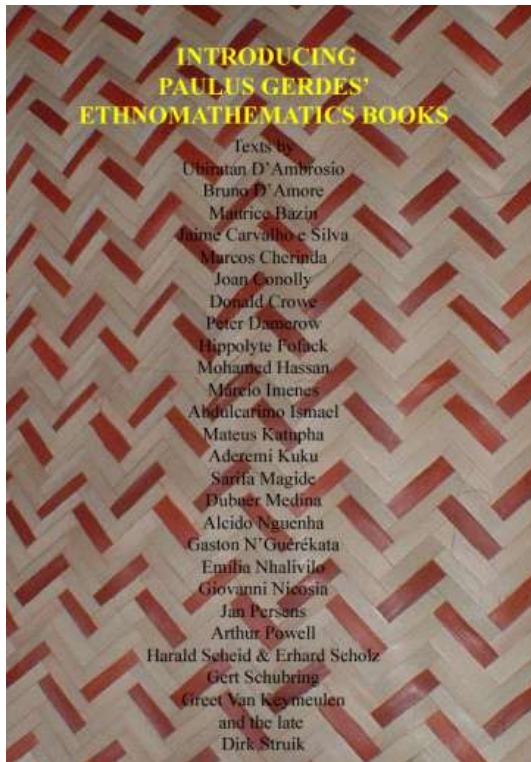 INTRODUCING
PAULUS GERDES'
ETHNOMATHEMATICS BOOKS
Texts by
Ubiratan D'Ambrosio
Bruno D'Amore
Maurice Bazin
Jaime Carvalho e Silva
Marcos Cherinda
Joan Conolly
Donald Crowe
Peter Damerow
Hippolyte Fofack
Mohamed Hassan
Márcio Imenes
Abdulcarimo Ismael
Mateus Katupha
Aderemi Kuku
Sarifa Magide
Dubner Medina
Alcido Nguenha
Gaston N'Guérékata
Emília Nhalivilo
Giovanni Nicosia
Jan Persens
Arthur Powell
Harald Scheid & Erhard Scholz
Gert Schubring
Greet Van Keymeulen
and the late
Dirk Struik